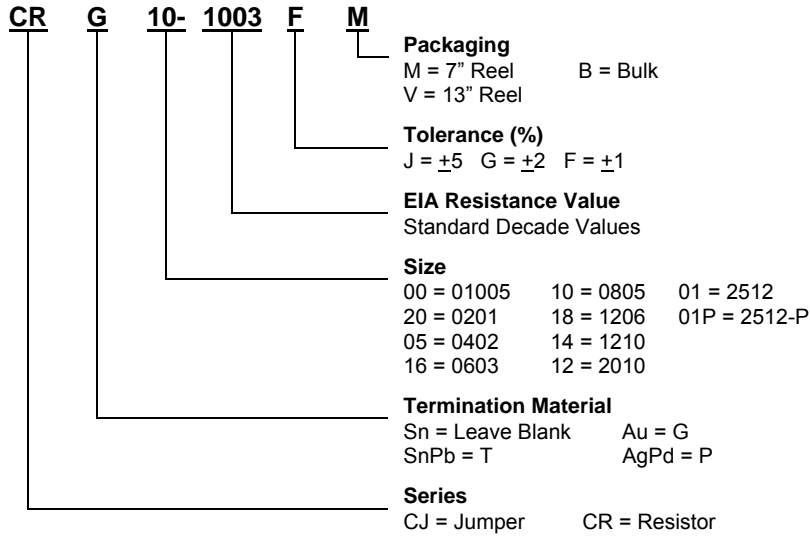 CR G 10- 1003 F M
Packaging
M = 7” Reel B = Bulk
V = 13” Reel
Tolerance (%)
J = +5 G = +2 F = +1
EIA Resistance Value
Standard Decade Values
Size
00 = 01005 10 = 0805 01 = 2512
20 = 0201 18 = 1206 01P = 2512-P
05 = 0402 14 = 1210
16 = 0603 12 = 2010
Termination Material
Sn = Leave Blank Au = G
SnPb = T AgPd = P
Series
CJ = Jumper CR = Resistor